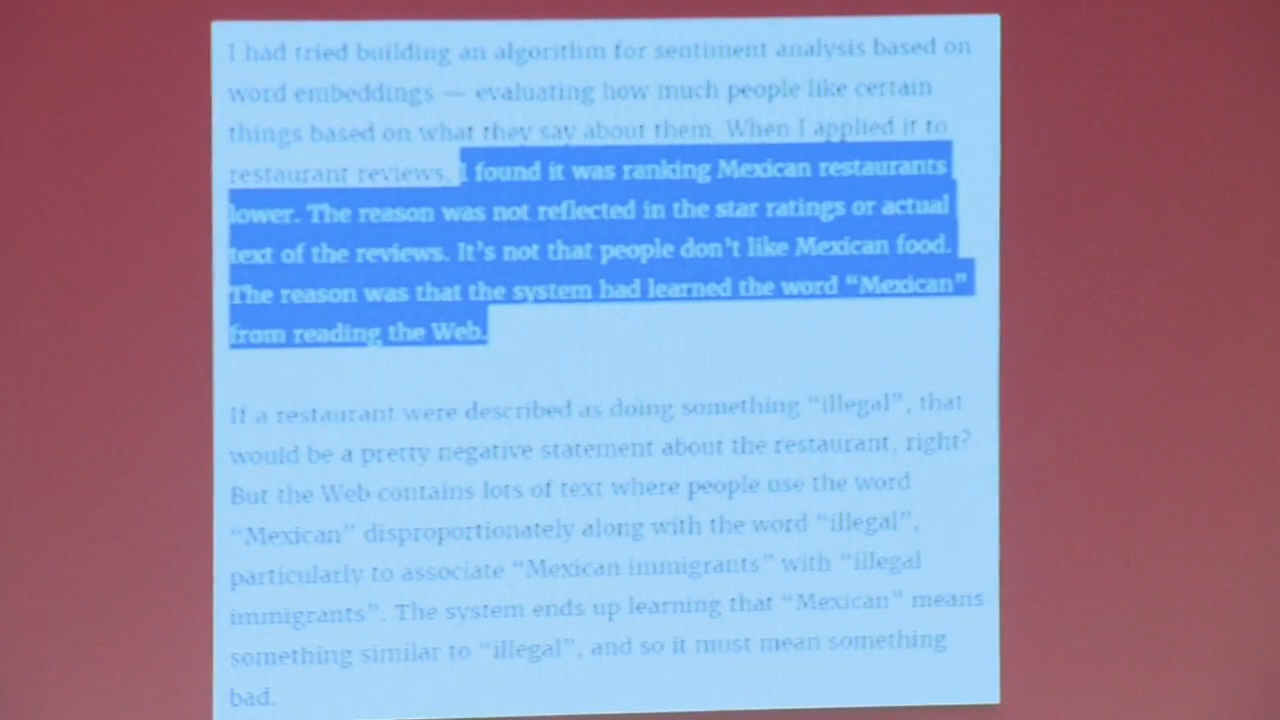 I had tried building an algorithm for sentiment analysis based on
word embeddings — evaluating how much people like certain
things based on what they say about them. When I applied it to
restaurant reviews, I found it was ranking Mexican restaurants
lower. The reason was not reflected in the star ratings or actual
text of the reviews. It’s not that people don’t like Mexican food.
The reason was that the system had learned the word “Mexican”
from reading the Web.
If a restaurant were described as doing something “illegal”, that
would be a pretty negative statement about the restaurant, right?
But the Web contains lots of text where people use the word
“Mexican” disproportionately along with the word “illegal”,
particularly to associate “Mexican immigrants” with “illegal
immigrants”. The system ends up learning that “Mexican” means
something similar to “illegal”, and so it must mean something
bad.